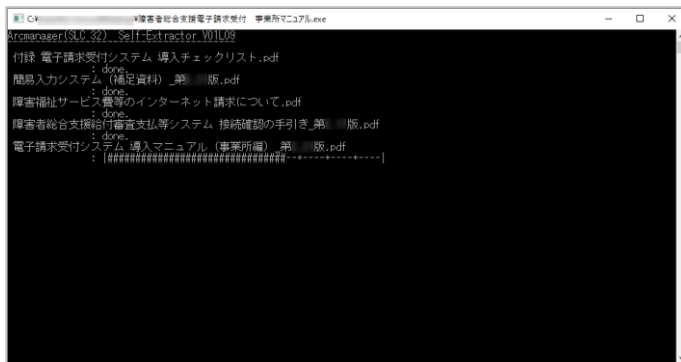 C:¥ ¥障害者総合支援電子請求受付 事業所マニュアル.exe
Arcmanager(SLC 32) Self-Extractor V01L09
付録 電子請求受付システム 導入チェックリスト.pdf
: done.
簡易入力システム（補足資料）_第 版.pdf
: done.
障害福祉サービス費等のインターネット請求について.pdf
: done.
障害者総合支援給付審査支払等システム 接続確認の手引き_第 版.pdf
: done.
電子請求受付システム 導入マニュアル（事業所編）_第 版.pdf
: |################################--+----+----+----|